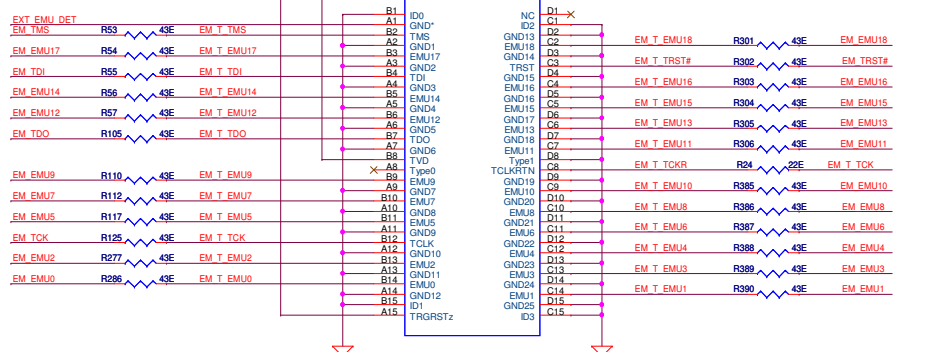 B1 ID0 NC D1
EXT_EMU_DET A1 GND* ID2 C1
EM_TMS R53 43E EM_T_TMS B2 TMS GND13 D2
A2 GND1 EMU18 C2 EM_T_EMU18 R301 43E EM_EMU18
EM_EMU17 R54 43E EM_T_EMU17 B3 EMU17 GND14 D3
A3 GND2 TRST C3 EM_T_TRST# R302 43E EM_TRST#
EM_TDI R55 43E EM_T_TDI B4 TDI GND15 D4
A4 GND3 EMU16 C4 EM_T_EMU16 R303 43E EM_EMU16
EM_EMU14 R56 43E EM_T_EMU14 B5 EMU14 GND16 D5
A5 GND4 EMU15 C5 EM_T_EMU15 R304 43E EM_EMU15
EM_EMU12 R57 43E EM_T_EMU12 B6 EMU12 GND17 D6
A6 GND5 EMU13 C6 EM_T_EMU13 R305 43E EM_EMU13
EM_TDO R105 43E EM_T_TDO B7 TDO GND18 D7
A7 GND6 EMU11 C7 EM_T_EMU11 R306 43E EM_EMU11
B8 TVD Type1 D8
A8 Type0 TCLKRTN C8 EM_T_TCKR R24 22E EM_T_TCK
EM_EMU9 R110 43E EM_T_EMU9 B9 EMU9 GND19 D9
A9 GND7 EMU10 C9 EM_T_EMU10 R385 43E EM_EMU10
EM_EMU7 R112 43E EM_T_EMU7 B10 EMU7 GND20 D10
A10 GND8 EMU8 C10 EM_T_EMU8 R386 43E EM_EMU8
EM_EMU5 R117 43E EM_T_EMU5 B11 EMU5 GND21 D11
A11 GND9 EMU6 C11 EM_T_EMU6 R387 43E EM_EMU6
EM_TCK R125 43E EM_T_TCK B12 TCLK GND22 D12
A12 GND10 EMU4 C12 EM_T_EMU4 R388 43E EM_EMU4
EM_EMU2 R277 43E EM_T_EMU2 B13 EMU2 GND23 D13
A13 GND11 EMU3 C13 EM_T_EMU3 R389 43E EM_EMU3
EM_EMU0 R286 43E EM_T_EMU0 B14 EMU0 GND24 D14
A14 GND12 EMU1 C14 EM_T_EMU1 R390 43E EM_EMU1
B15 ID1 GND25 D15
A15 TRGRSTz ID3 C15